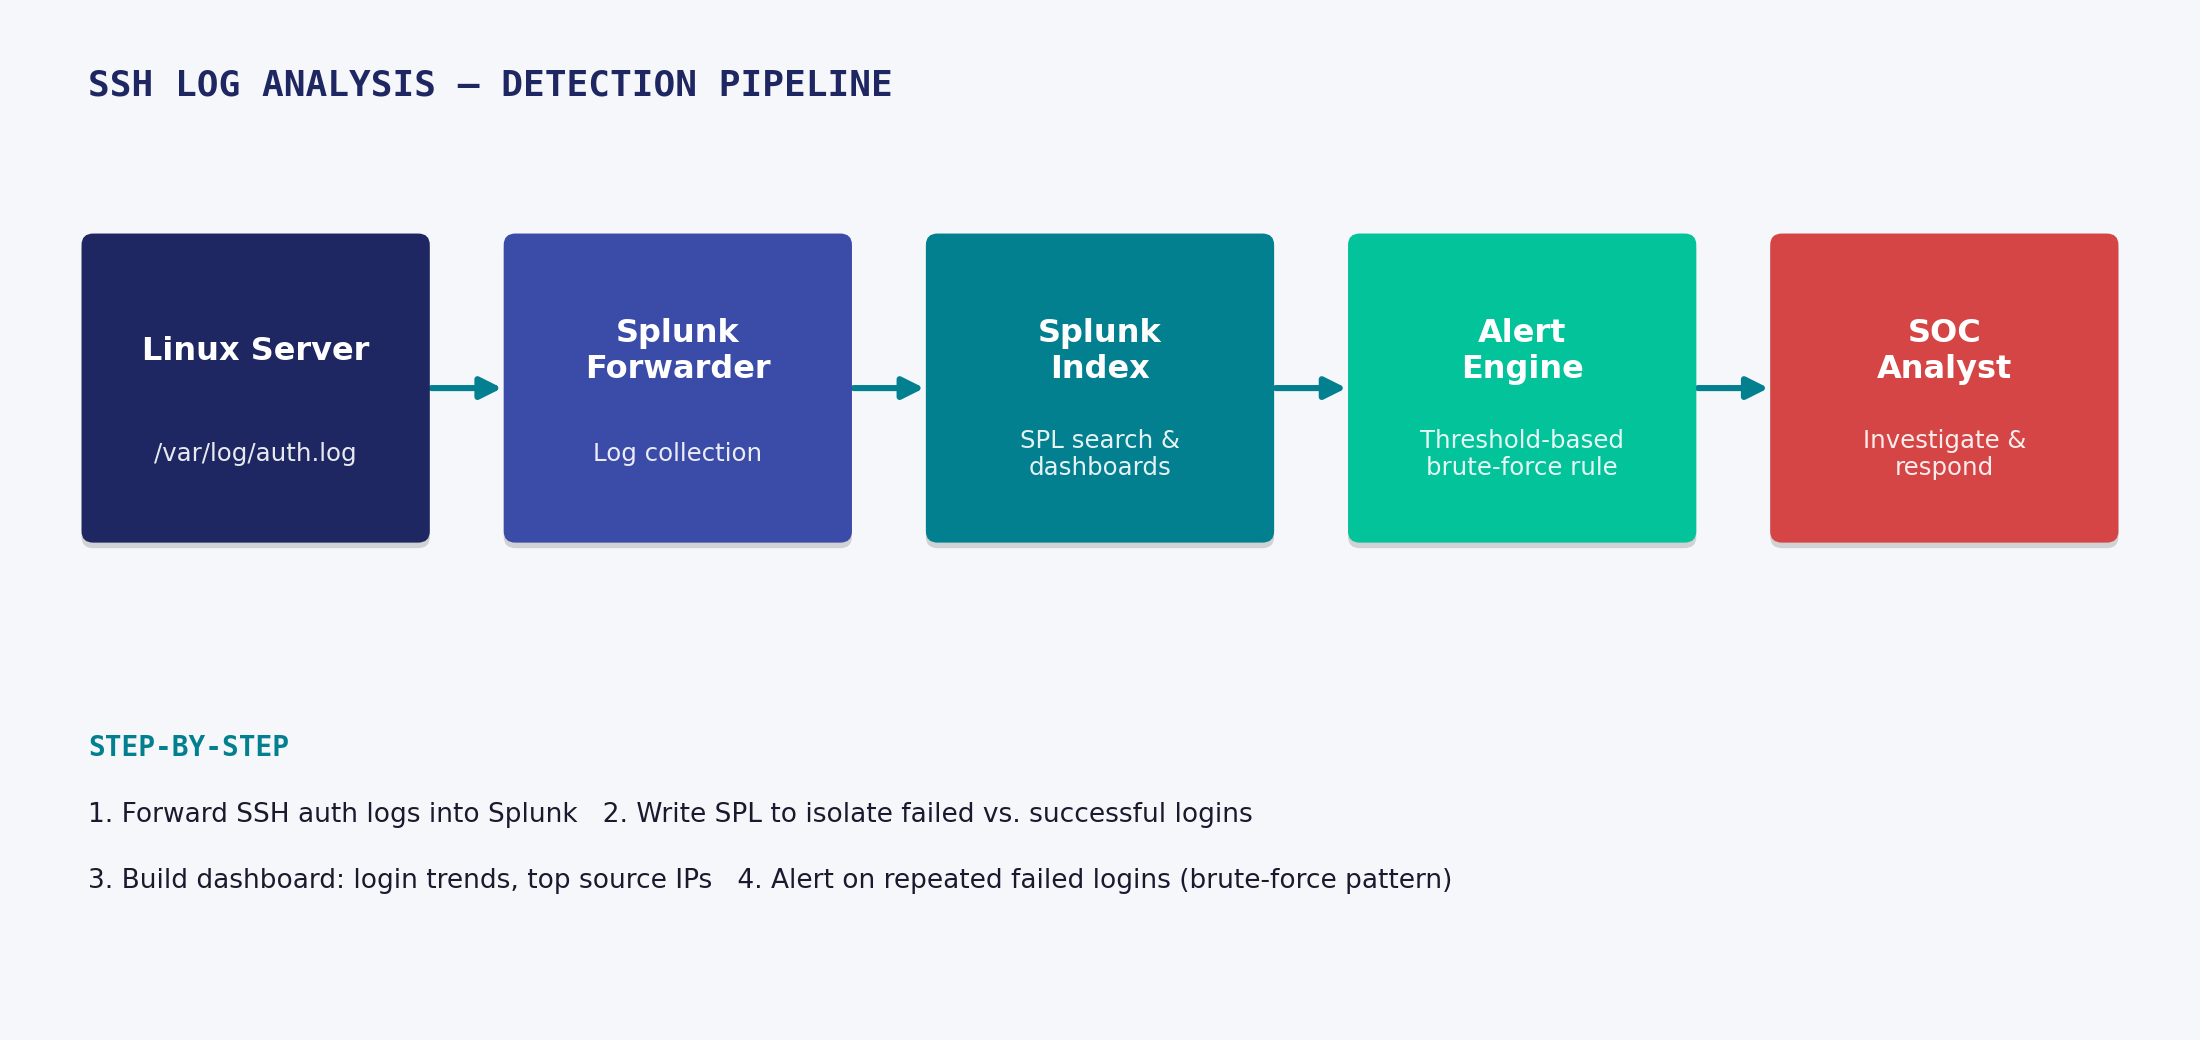 SSH LOG ANALYSIS — DETECTION PIPELINE
Linux Server
/var/log/auth.log
Splunk
Forwarder
Log collection
Splunk
Index
SPL search &
dashboards
Alert
Engine
Threshold-based
brute-force rule
SOC
Analyst
Investigate &
respond
STEP-BY-STEP
1. Forward SSH auth logs into Splunk   2. Write SPL to isolate failed vs. successful logins
3. Build dashboard: login trends, top source IPs   4. Alert on repeated failed logins (brute-force pattern)